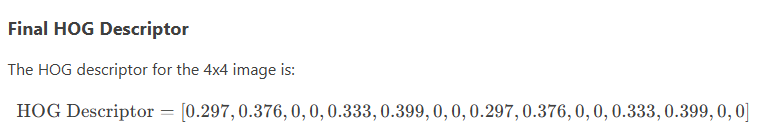 Final HOG Descriptor
The HOG descriptor for the 4x4 image is:
HOG Descriptor = [0.297, 0.376, 0, 0, 0.333, 0.399, 0, 0, 0.297, 0.376, 0, 0, 0.333, 0.399, 0, 0]